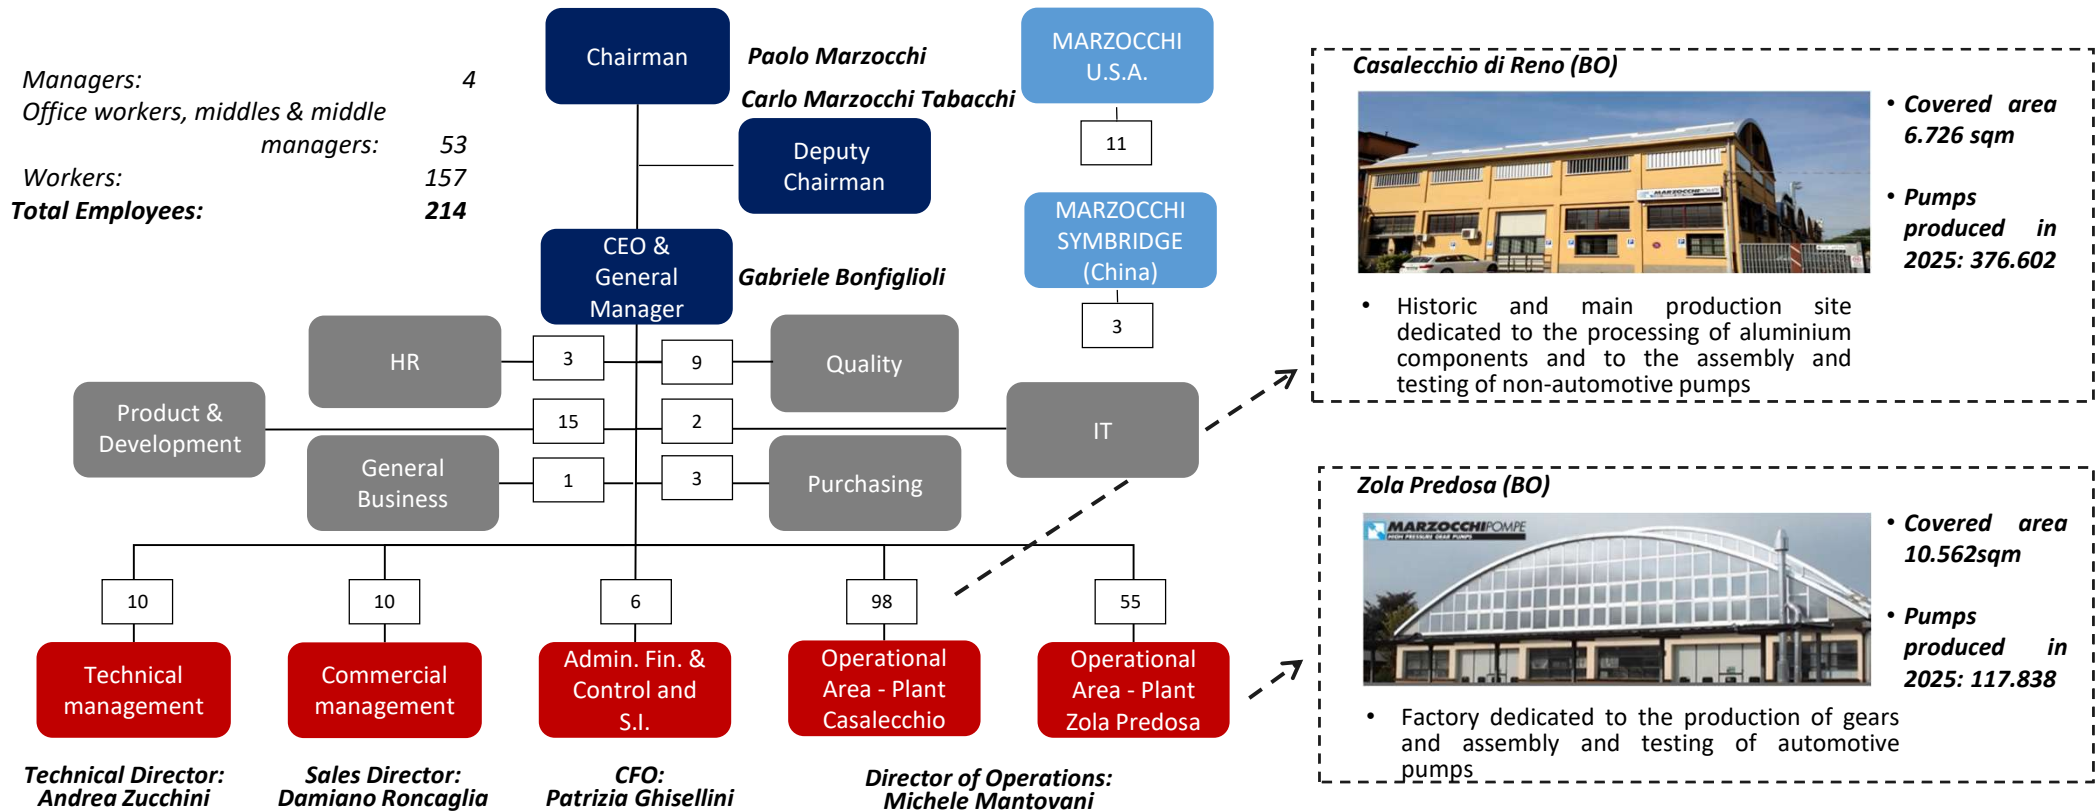 Managers: 4
Office workers, middles & middle
managers: 53
Workers: 157
Total Employees: 214
Chairman
Paolo Marzocchi
Carlo Marzocchi Tabacchi
Deputy
Chairman
CEO &
General
Manager
Gabriele Bonfiglioli
MARZOCCHI
U.S.A.
11
MARZOCCHI
SYMBRIDGE
(China)
3
HR
3
9
Quality
Product &
Development
15
2
IT
General
Business
1
3
Purchasing
10
10
6
98
55
Technical
management
Commercial
management
Admin. Fin. &
Control and
S.I.
Operational
Area - Plant
Casalecchio
Operational
Area - Plant
Zola Predosa
Technical Director:
Andrea Zucchini
Sales Director:
Damiano Roncaglia
CFO:
Patrizia Ghisellini
Director of Operations:
Michele Mantovani
Casalecchio di Reno (BO)
MARZOCCHI POMPE
• Covered area
6.726 sqm
• Pumps
produced in
2025: 376.602
• Historic and main production site
dedicated to the processing of aluminium
components and to the assembly and
testing of non-automotive pumps
Zola Predosa (BO)
MARZOCCHIPOMPE
HIGH PRESSURE GEAR PUMPS
• Covered area
10.562sqm
• Pumps
produced in
2025: 117.838
• Factory dedicated to the production of gears
and assembly and testing of automotive
pumps